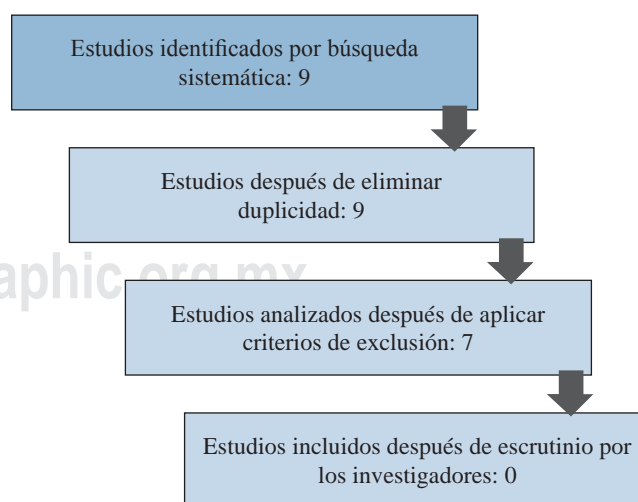 Estudios identificados por búsqueda
sistemática: 9
Estudios después de eliminar
duplicidad: 9
aphic.org.mx
Estudios analizados después de aplicar
criterios de exclusión: 7
Estudios incluidos después de escrutinio por
los investigadores: 0